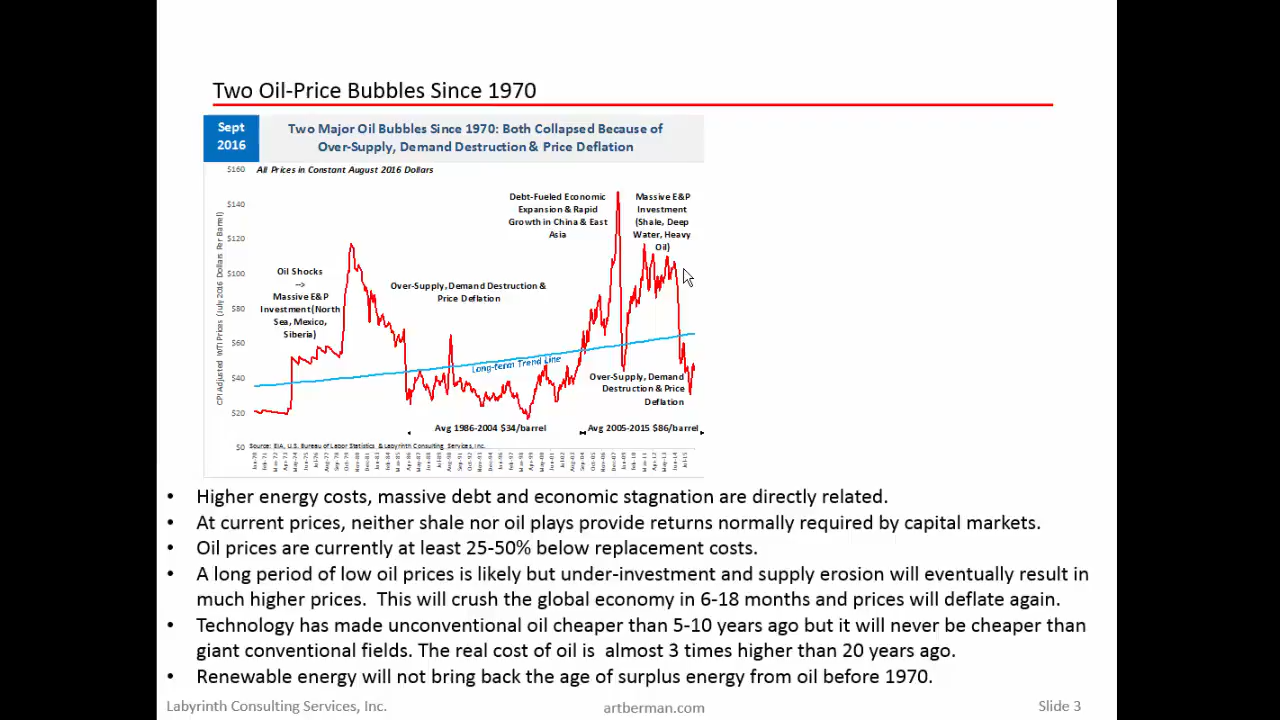 Two Oil-Price Bubbles Since 1970
Sept
2016
Two Major Oil Bubbles Since 1970: Both Collapsed Because of
Over-Supply, Demand Destruction & Price Deflation
All Prices in Constant August 2016 Dollars
CPI Adjusted WTI Prices (July 2016 Dollars Per Barrel)
$160
$140
$120
$100
$80
$60
$40
$20
$0
Oil Shocks
-->
Massive E&P
Investment(North
Sea, Mexico,
Siberia)
Over-Supply, Demand Destruction &
Price Deflation
Debt-Fueled Economic
Expansion & Rapid
Growth in China & East
Asia
Massive E&P
Investment
(Shale, Deep
Water, Heavy
Oil)
Long-term Trend Line
Over-Supply, Demand
Destruction & Price
Deflation
Avg 1986-2004 $34/barrel
Avg 2005-2015 $86/barrel
Source: EIA, U.S. Bureau of Labor Statistics & Labyrinth Consulting Services, Inc.
• Higher energy costs, massive debt and economic stagnation are directly related.
• At current prices, neither shale nor oil plays provide returns normally required by capital markets.
• Oil prices are currently at least 25-50% below replacement costs.
• A long period of low oil prices is likely but under-investment and supply erosion will eventually result in
much higher prices. This will crush the global economy in 6-18 months and prices will deflate again.
• Technology has made unconventional oil cheaper than 5-10 years ago but it will never be cheaper than
giant conventional fields. The real cost of oil is almost 3 times higher than 20 years ago.
• Renewable energy will not bring back the age of surplus energy from oil before 1970.
Labyrinth Consulting Services, Inc.
artberman.com
Slide 3